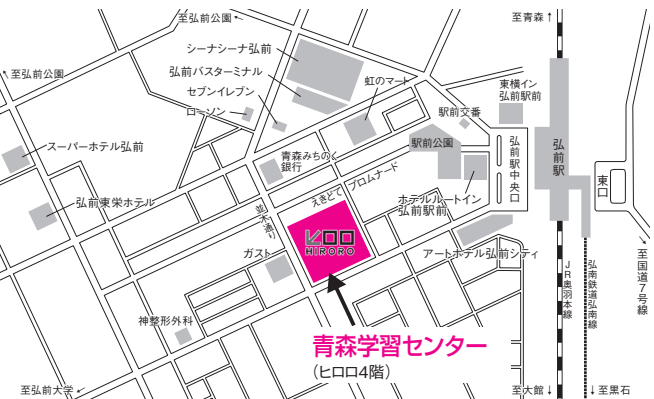 至弘前公園
至青森
シーナシーナ弘前
至弘前公園
弘前バスターミナル
セブンイレブン
虹のマート
東横イン
弘前駅前
ローソン
駅前交番
スーパーホテル弘前
青森みちのく
銀行
駅前公園
弘前駅中央口
弘前駅
東口
えきどて プロムナード
ホテルルートイン
弘前駅前
弘前東栄ホテル
並木通り
ヒロロ
HIRORO
ガスト
アートホテル弘前シティ
JR奥羽本線
弘南鉄道弘南線
至国道7号線
神整形外科
青森学習センター
(ヒロロ4階)
至弘前大学
至大館
至黒石